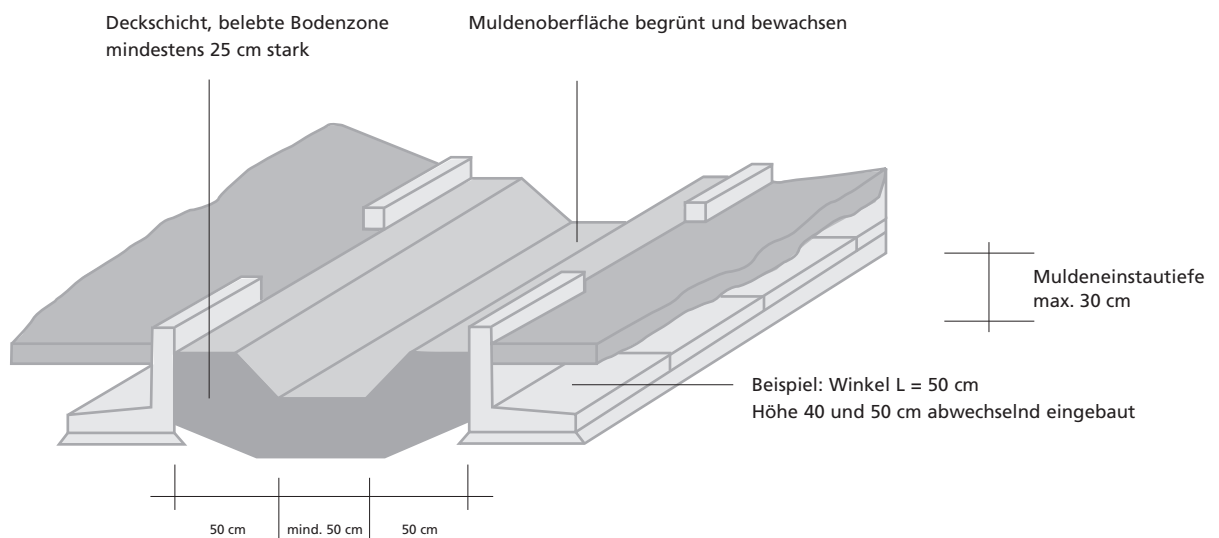 Deckschicht, belebte Bodenzone
mindestens 25 cm stark
Muldenoberfläche begrünt und bewachsen
Muldeneinstautiefe
max. 30 cm
Beispiel: Winkel L = 50 cm
Höhe 40 und 50 cm abwechselnd eingebaut
50 cm
mind. 50 cm
50 cm